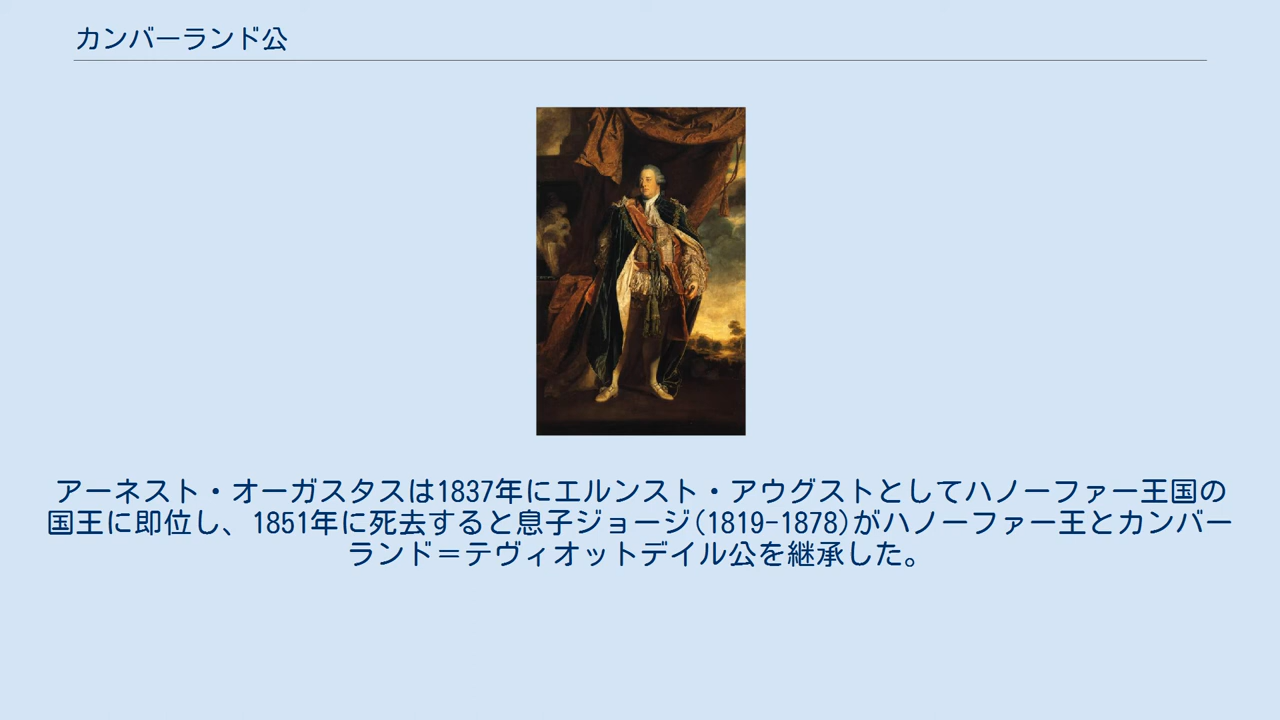 カンバーランド公
アーネスト・オーガスタスは1837年にエルンスト・アウグストとしてハノーファー王国の
国王に即位し、1851年に死去すると息子ジョージ(1819-1878)がハノーファー王とカンバー
ランド＝テヴィオットデイル公を継承した。